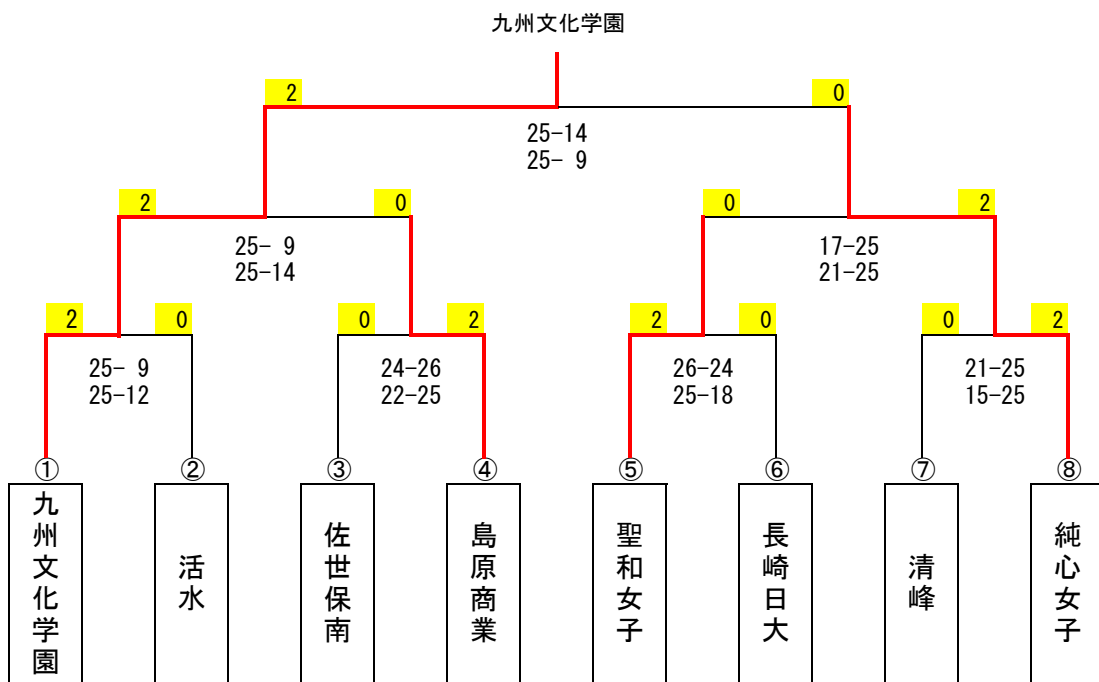 九州文化学園
2 0
25-14
25- 9
2 0 0 2
25- 9 17-25
25-14 21-25
2 0 0 2 2 0 0 2
25- 9 24-26 26-24 21-25
25-12 22-25 25-18 15-25
① ② ③ ④ ⑤ ⑥ ⑦ ⑧
九州文化学園
活水
佐世保南
島原商業
聖和女子
長崎日大
清峰
純心女子